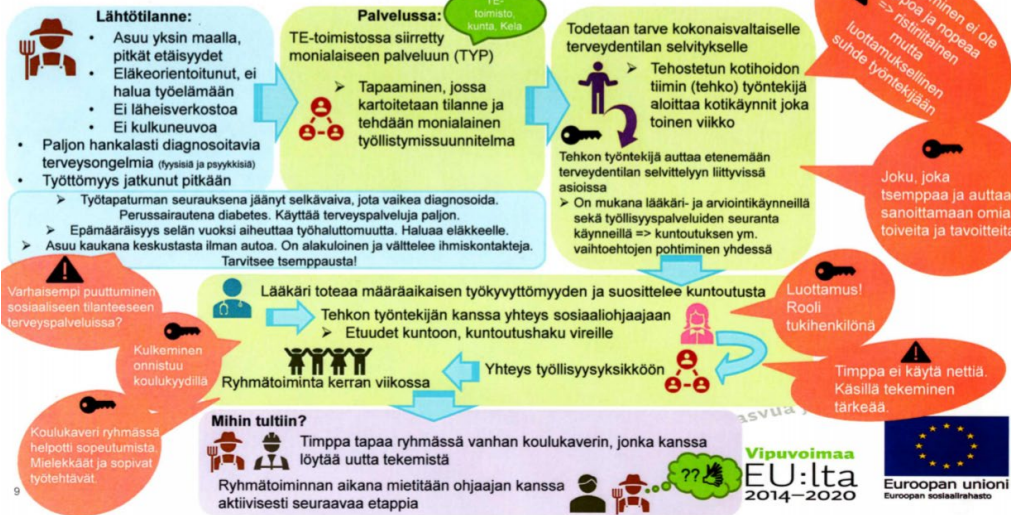 Lähtötilanne:
• Asuu yksin maalla,
pitkät etäisyydet
• Eläkeorientoitunut, ei
halua työelämään
• Ei läheisverkostoa
• Ei kulkuneuvoa
• Paljon hankalasti diagnosoitavia
terveysongelmia (fyysisiä ja psyykkisiä)
• Työttömyys jatkunut pitkään
➢ Työtapaturman seurauksena jäänyt selkävaiva, jota vaikea diagnosoida.
Perussairautena diabetes. Käyttää terveyspalveluja paljon.
➢ Epämääräisyys selän vuoksi aiheuttaa työhaluttomuutta. Haluaa eläkkeelle.
➢ Asuu kaukana keskustasta ilman autoa. On alakuloinen ja välttelee ihmiskontakteja.
Tarvitsee tsemppausta!
Palvelussa:
TE-
toimisto,
kunta, Kela
TE-toimistossa siirretty
monialaiseen palveluun (TYP)
➢ Tapaaminen, jossa
kartoitetaan tilanne ja
tehdään monialainen
työllistymissuunnitelma
Todetaan tarve kokonaisvaltaiselle
terveydentilan selvitykselle
➢ Tehostetun kotihoidon
tiimin (tehko) työntekijä
aloittaa kotikäynnit joka
toinen viikko
Tehkon työntekijä auttaa etenemään
terveydentilan selvittelyyn liittyvissä
asioissa
➢ On mukana lääkäri- ja arviointikäynneillä
sekä työllisyyspalveluiden seuranta
käynneillä => kuntoutuksen ym.
vaihtoehtojen pohtiminen yhdessä
ei ole
ja nopeaa
=> ristiriitainen
mutta
luottamuksellinen
suhde työntekijään
Joku, joka
tsemppaa ja auttaa
sanoittamaan omia
toiveita ja tavoitteita
Varhaisempi puuttuminen
sosiaaliseen tilanteeseen
terveyspalveluissa?
Lääkäri toteaa määräaikaisen työkyvyttömyyden ja suosittelee kuntoutusta
Tehkon työntekijän kanssa yhteys sosiaaliohjaajaan
➢ Etuudet kuntoon, kuntoutushaku vireille
Luottamus!
Rooli
tukihenkilönä
Kulkeminen
onnistuu
koulukyydillä
Yhteys työllisyysyksikköön
Ryhmätoiminta kerran viikossa
Timppa ei käytä nettiä.
Käsillä tekeminen
tärkeää.
Koulukaveri ryhmässä
helpotti sopeutumista.
Mielekkäät ja sopivat
työtehtävät.
Mihin tultiin?
Timppa tapaa ryhmässä vanhan koulukaverin, jonka kanssa
löytää uutta tekemistä
Ryhmätoiminnan aikana mietitään ohjaajan kanssa
aktiivisesti seuraavaa etappia
??
Vipuvoimaa
EU:lta
2014–2020
Euroopan unioni
Euroopan sosiaalirahasto
9